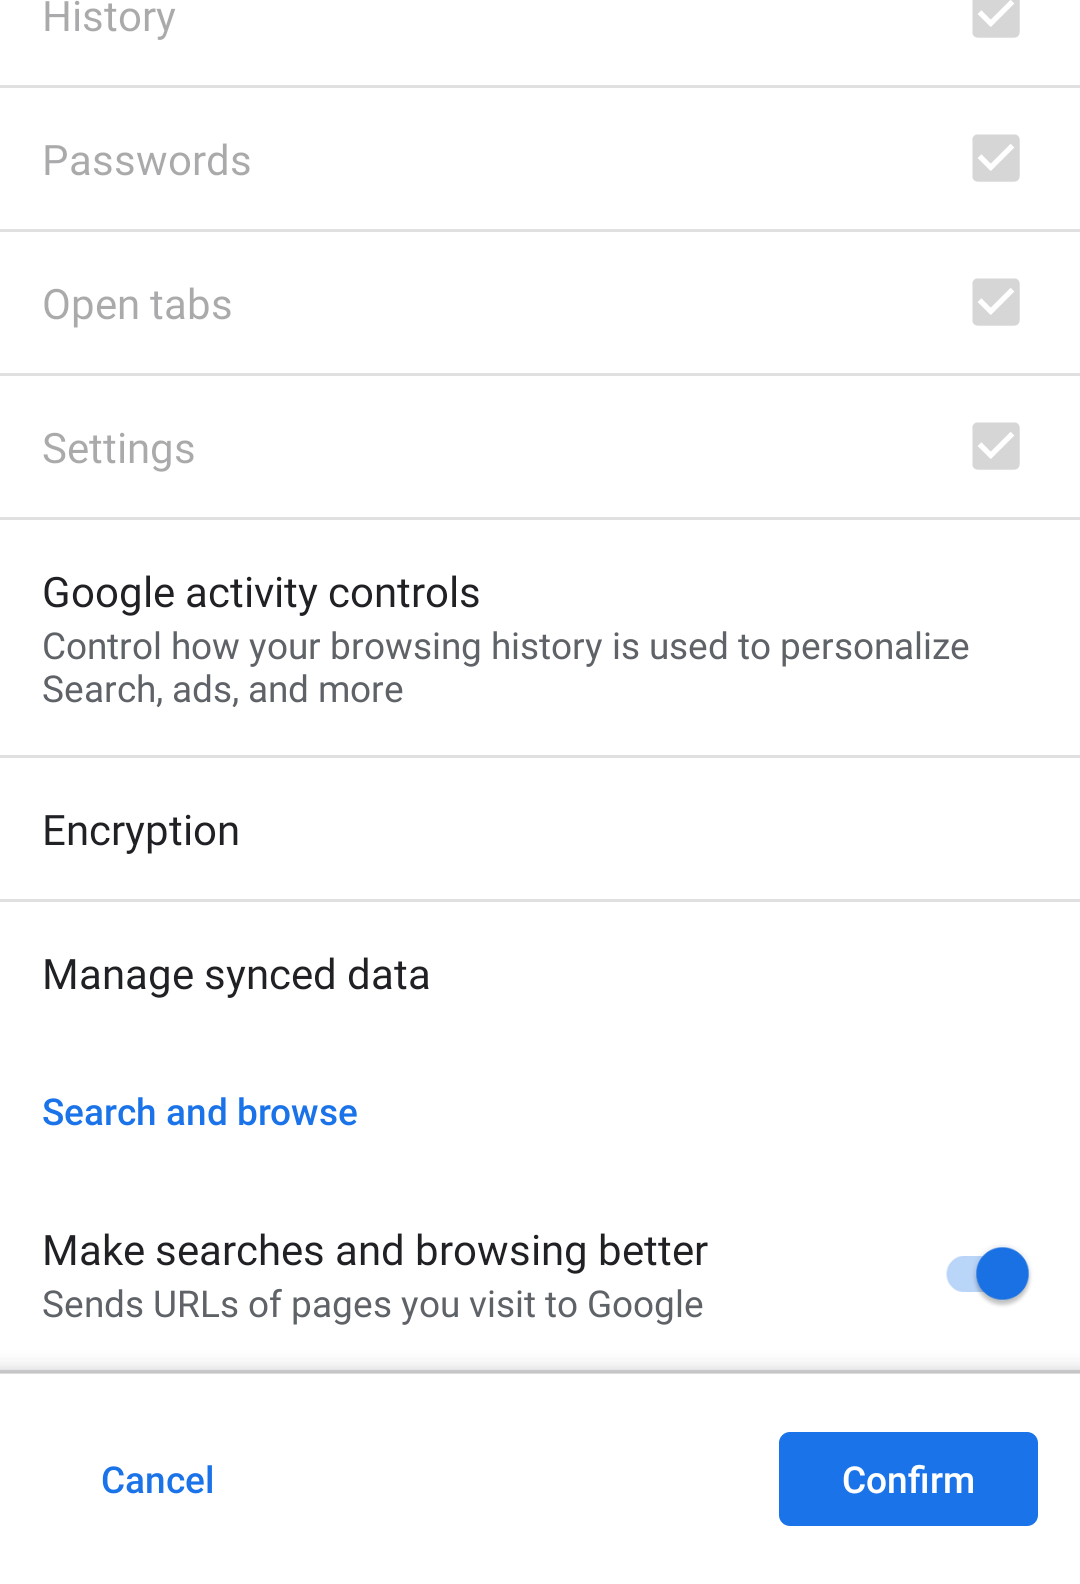 History
Passwords
Open tabs
Settings
Google activity controls
Control how your browsing history is used to personalize
Search, ads, and more
Encryption
Manage synced data
Search and browse
Make searches and browsing better
Sends URLs of pages you visit to Google
Cancel
Confirm